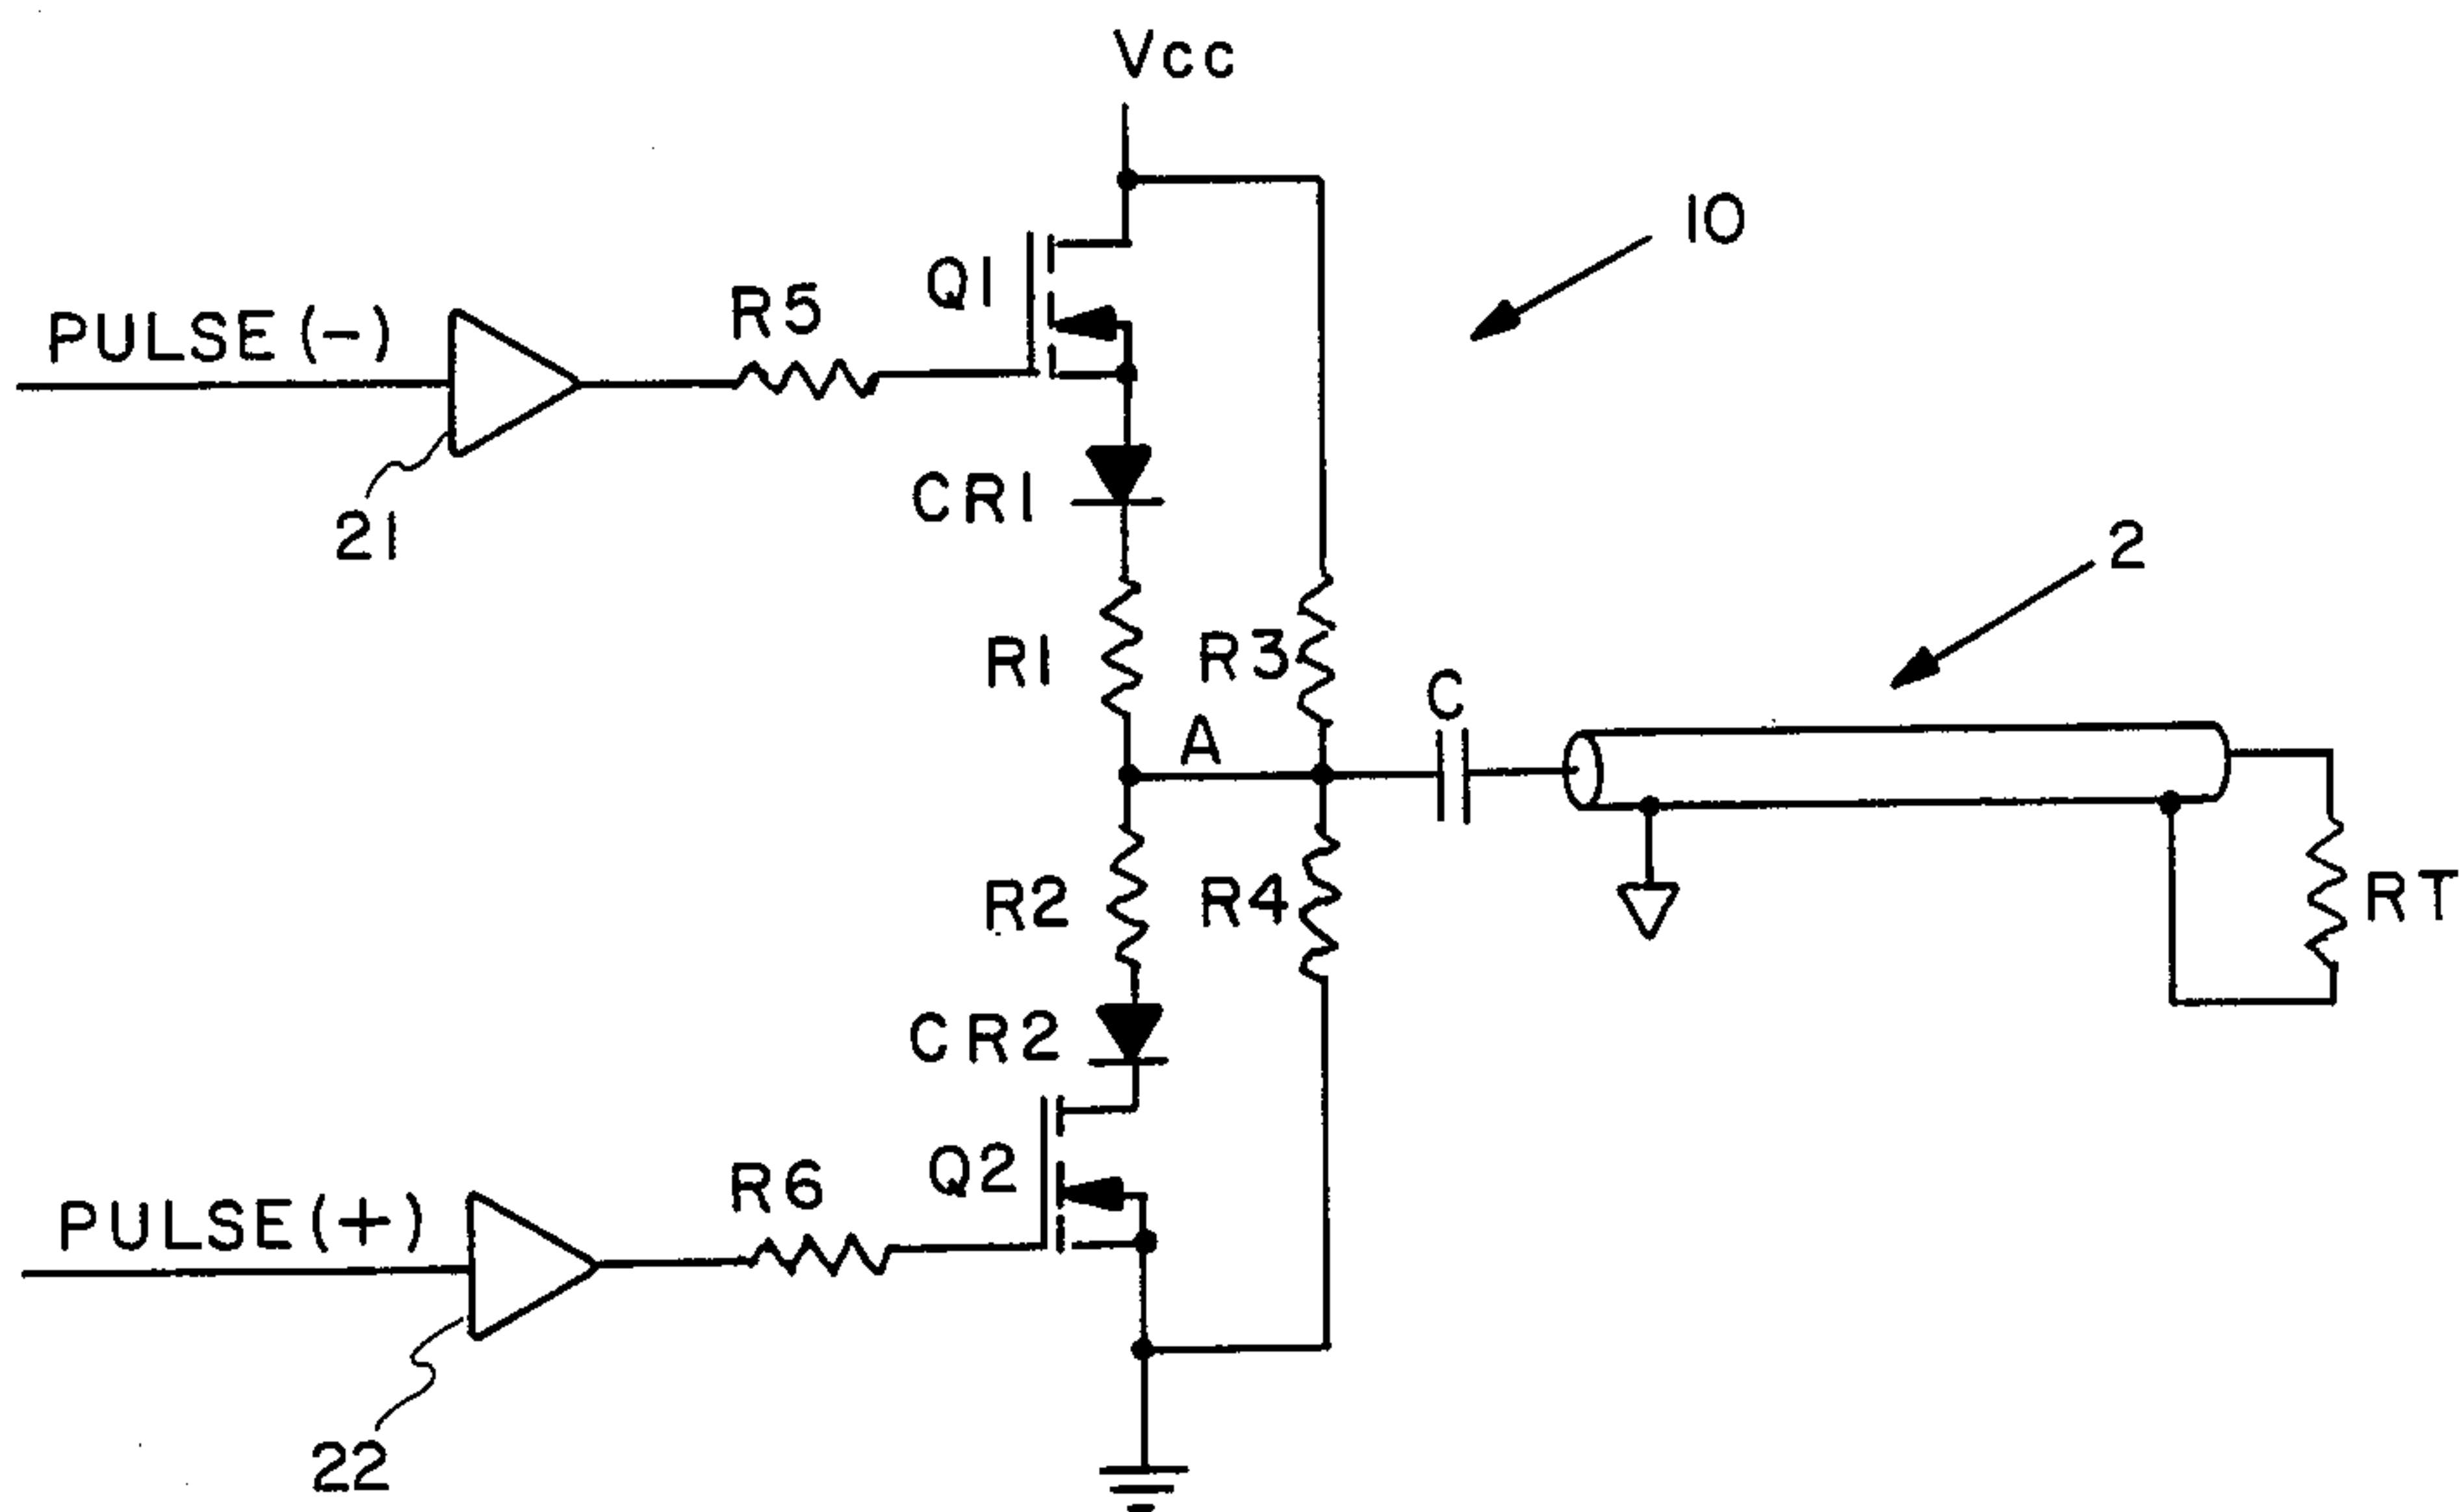 Vcc
10
Q1
R5
PULSE (-)
CR1
21
2
R1
R3
C
A
R2
R4
RT
CR2
Q2
R6
PULSE (+)
22